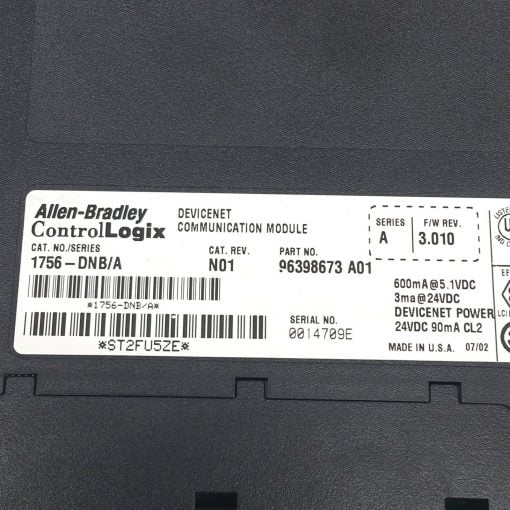 Allen-Bradley
ControlLogix
DEVICENET
COMMUNICATION MODULE
SERIES
A
F/W REV.
3.010
CAT. NO./SERIES
1756-DNB/A
CAT. REV.
N01
PART NO.
96398673 A01
*1756-DNB/A*
*ST2FU5ZE*
SERIAL NO.
0014709E
600mA@5.1VDC
3ma@24VDC
DEVICENET POWER
24VDC 90mA CL2
MADE IN U.S.A. 07/02